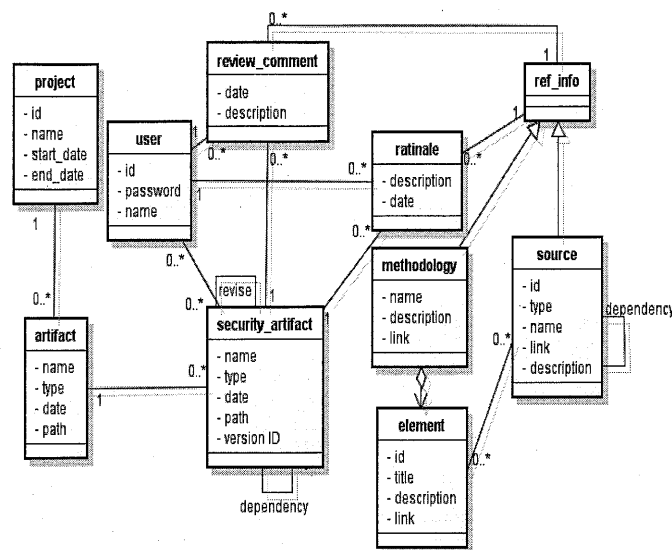 0..*
review_comment
- date
- description
project
- id
- name
- start_date
- end_date
1
ref_info
user
- id
- password
- name
1
0..*
0..*
ratinale
- description
- date
1
0..*
1
0..*
0..*
1
0..*
0..*
0..*
revise
1
1
methodology
- name
- description
- link
source
- id
- type
- name
- link
- description
dependency
0..*
artifact
- name
- type
- date
- path
1
0..*
security_artifact
- name
- type
- date
- path
- version ID
dependency
element
- id
- title
- description
- link
0..*